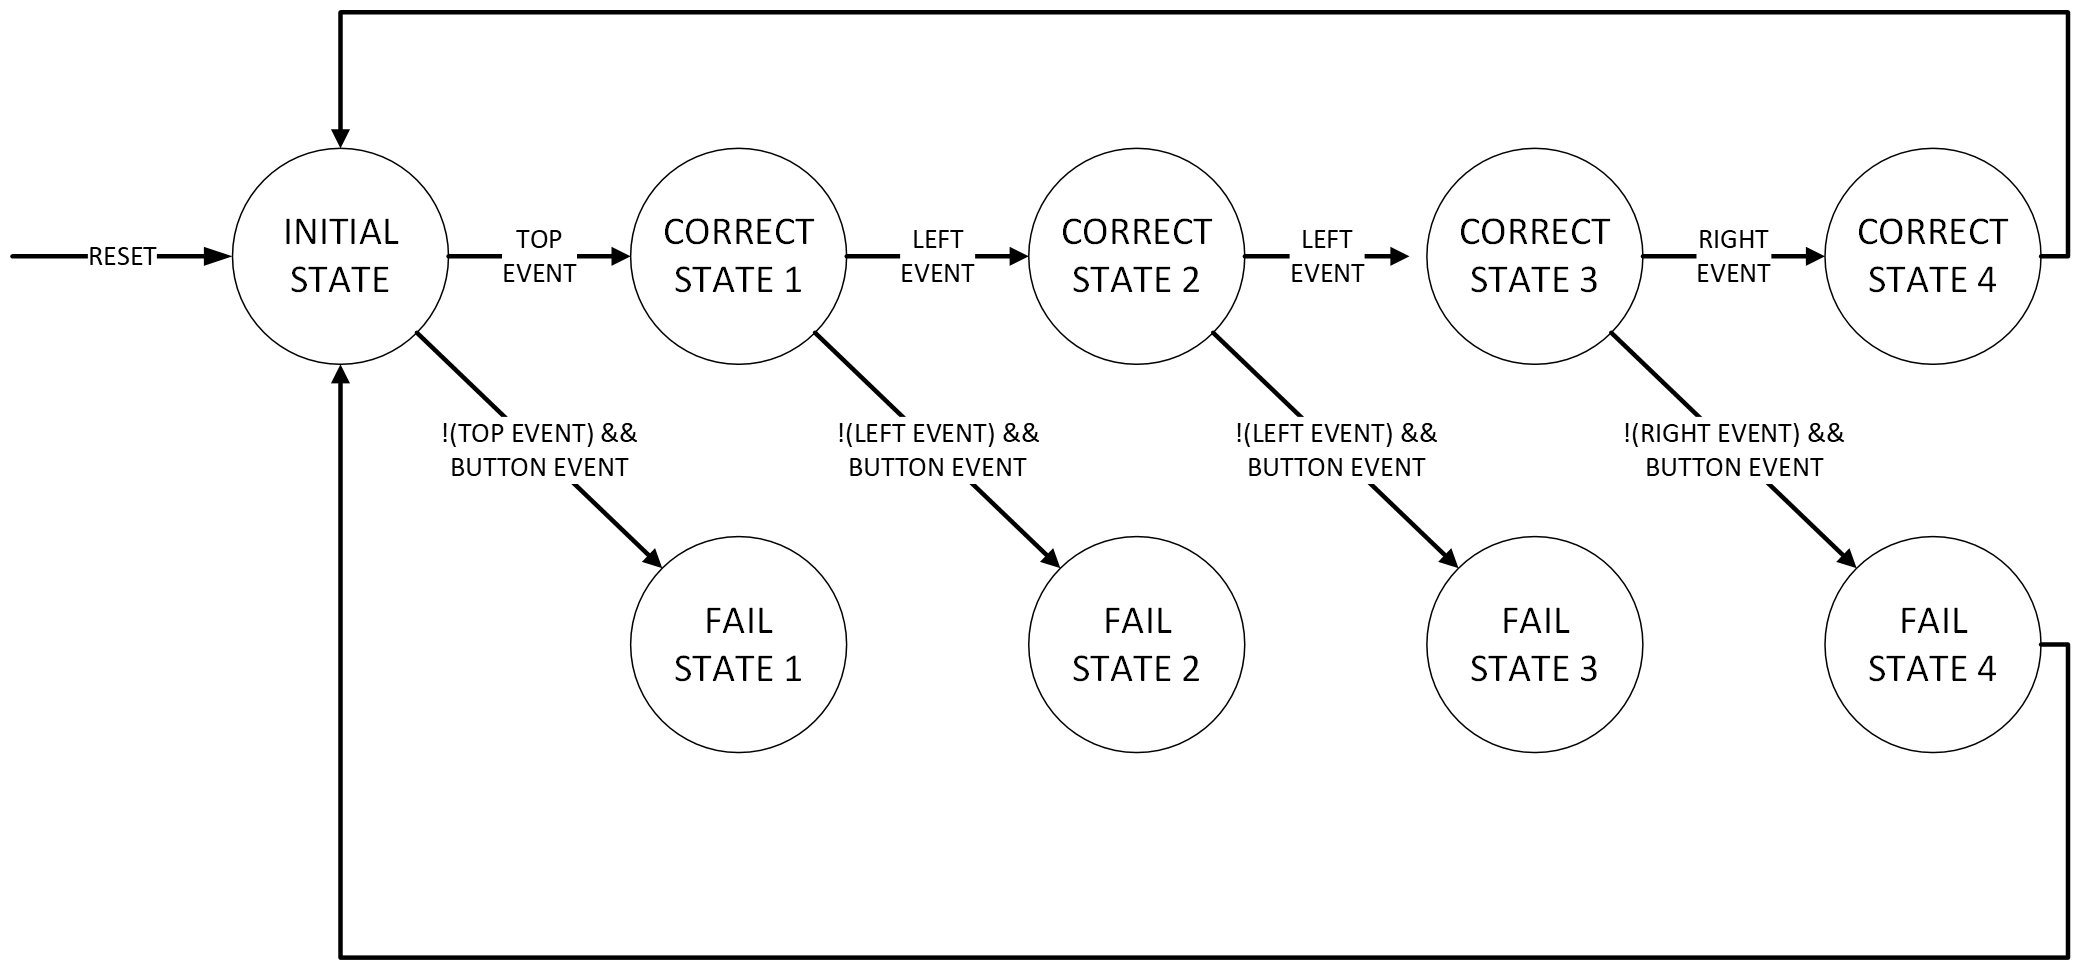 INITIAL
STATE
CORRECT
STATE 1
CORRECT
STATE 2
CORRECT
STATE 3
CORRECT
STATE 4
RESET
TOP
EVENT
LEFT
EVENT
LEFT
EVENT
RIGHT
EVENT
!(TOP EVENT) &&
BUTTON EVENT
!(LEFT EVENT) &&
BUTTON EVENT
!(LEFT EVENT) &&
BUTTON EVENT
!(RIGHT EVENT) &&
BUTTON EVENT
FAIL
STATE 1
FAIL
STATE 2
FAIL
STATE 3
FAIL
STATE 4